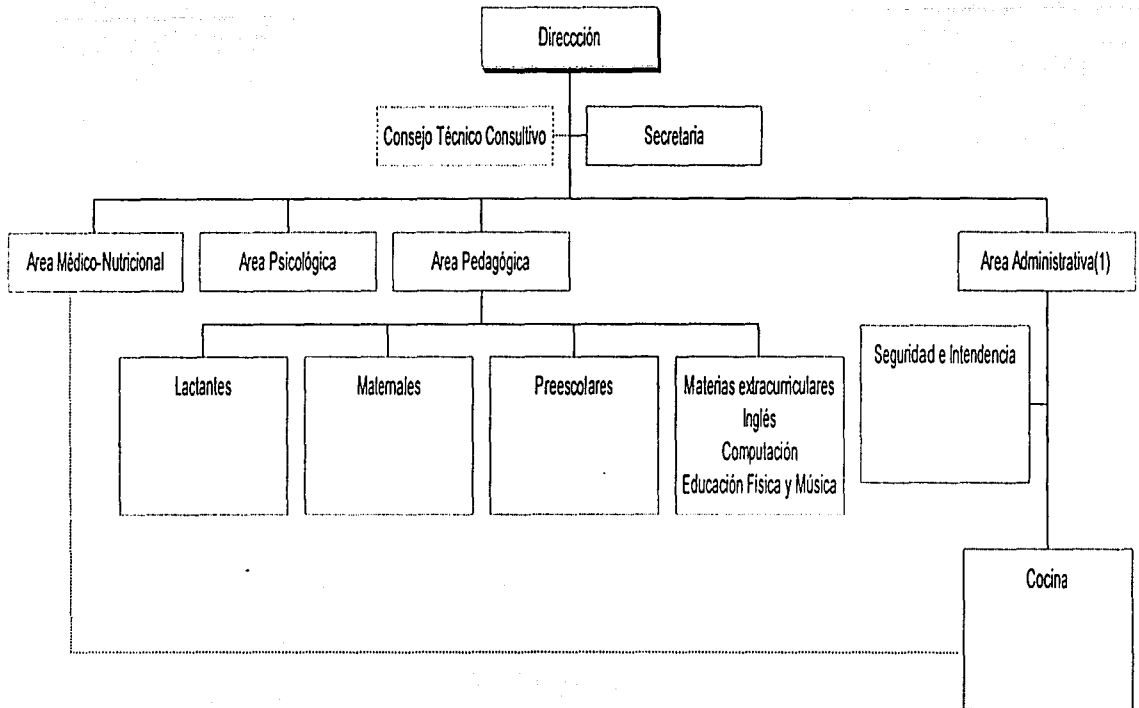 Direccción
Consejo Técnico Consultivo
Secretaria
Area Médico-Nutricional
Area Psicológica
Area Pedagógica
Area Administrativa(1)
Seguridad e Intendencia
Lactantes
Maternales
Preescolares
Materias extracurriculares
Inglés
Computación
Educación Física y Música
Cocina